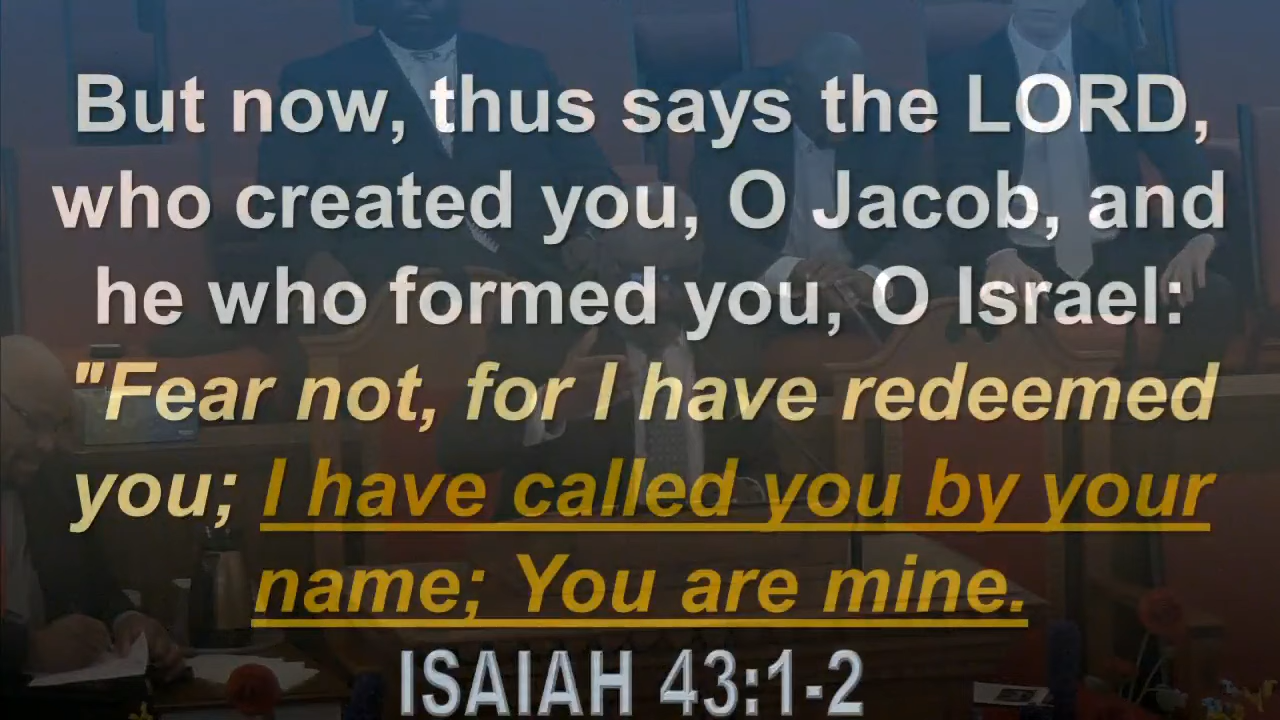 But now, thus says the LORD,
who created you, O Jacob, and
he who formed you, O Israel:
"Fear not, for I have redeemed
you; I have called you by your
name; You are mine.
ISAIAH 43:1-2